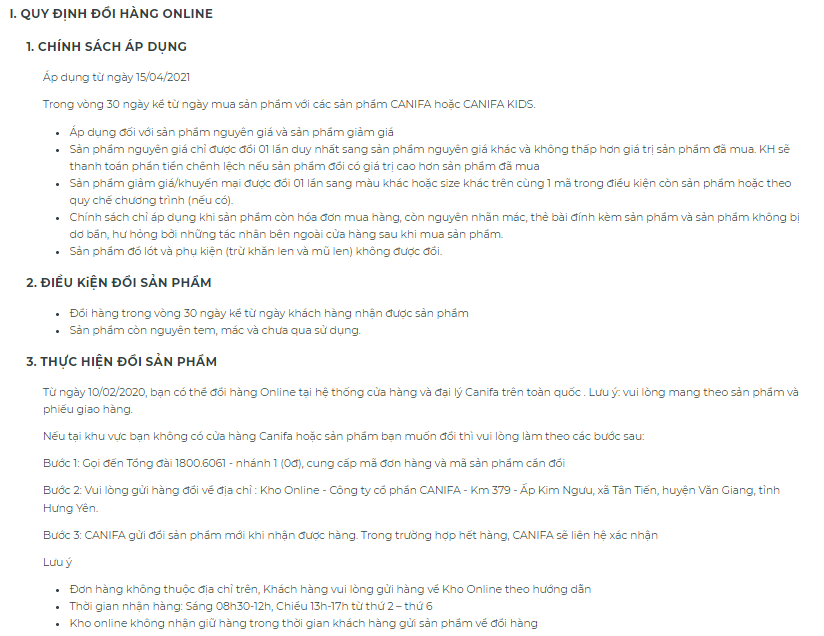 I. QUY ĐỊNH ĐỔI HÀNG ONLINE
1. CHÍNH SÁCH ÁP DỤNG
Áp dụng từ ngày 15/04/2021
Trong vòng 30 ngày kể từ ngày mua sản phẩm với các sản phẩm CANIFA hoặc CANIFA KIDS.
• Áp dụng đối với sản phẩm nguyên giá và sản phẩm giảm giá
• Sản phẩm nguyên giá chỉ được đổi 01 lần duy nhất sang sản phẩm nguyên giá khác và không thấp hơn giá trị sản phẩm đã mua. KH sẽ
thanh toán phần tiền chênh lệch nếu sản phẩm đổi có giá trị cao hơn sản phẩm đã mua
• Sản phẩm giảm giá/khuyến mại được đổi 01 lần sang màu khác hoặc size khác trên cùng 1 mã trong điều kiện còn sản phẩm hoặc theo
quy chế chương trình (nếu có).
• Chính sách chỉ áp dụng khi sản phẩm còn hóa đơn mua hàng, còn nguyên nhãn mác, thẻ bài đính kèm sản phẩm và sản phẩm không bị
dơ bẩn, hư hỏng bởi những tác nhân bên ngoài cửa hàng sau khi mua sản phẩm.
• Sản phẩm đồ lót và phụ kiện (trừ khăn len và mũ len) không được đổi.
2. ĐIỀU KIỆN ĐỔI SẢN PHẨM
• Đổi hàng trong vòng 30 ngày kể từ ngày khách hàng nhận được sản phẩm
• Sản phẩm còn nguyên tem, mác và chưa qua sử dụng.
3. THỰC HIỆN ĐỔI SẢN PHẨM
Từ ngày 10/02/2020, bạn có thể đổi hàng Online tại hệ thống cửa hàng và đại lý Canifa trên toàn quốc . Lưu ý: vui lòng mang theo sản phẩm và
phiếu giao hàng.
Nếu tại khu vực bạn không có cửa hàng Canifa hoặc sản phẩm bạn muốn đổi thì vui lòng làm theo các bước sau:
Bước 1: Gọi đến Tổng đài 1800.6061 - nhánh 1 (0đ), cung cấp mã đơn hàng và mã sản phẩm cần đổi
Bước 2: Vui lòng gửi hàng đổi về địa chỉ : Kho Online - Công ty cổ phần CANIFA - Km 379 - Ấp Kim Ngưu, xã Tân Tiến, huyện Văn Giang, tỉnh
Hưng Yên.
Bước 3: CANIFA gửi đổi sản phẩm mới khi nhận được hàng. Trong trường hợp hết hàng, CANIFA sẽ liên hệ xác nhận
Lưu ý
• Đơn hàng không thuộc địa chỉ trên, Khách hàng vui lòng gửi hàng về Kho Online theo hướng dẫn
• Thời gian nhận hàng: Sáng 08h30-12h, Chiều 13h-17h từ thứ 2 – thứ 6
• Kho online không nhận giữ hàng trong thời gian khách hàng gửi sản phẩm về đổi hàng